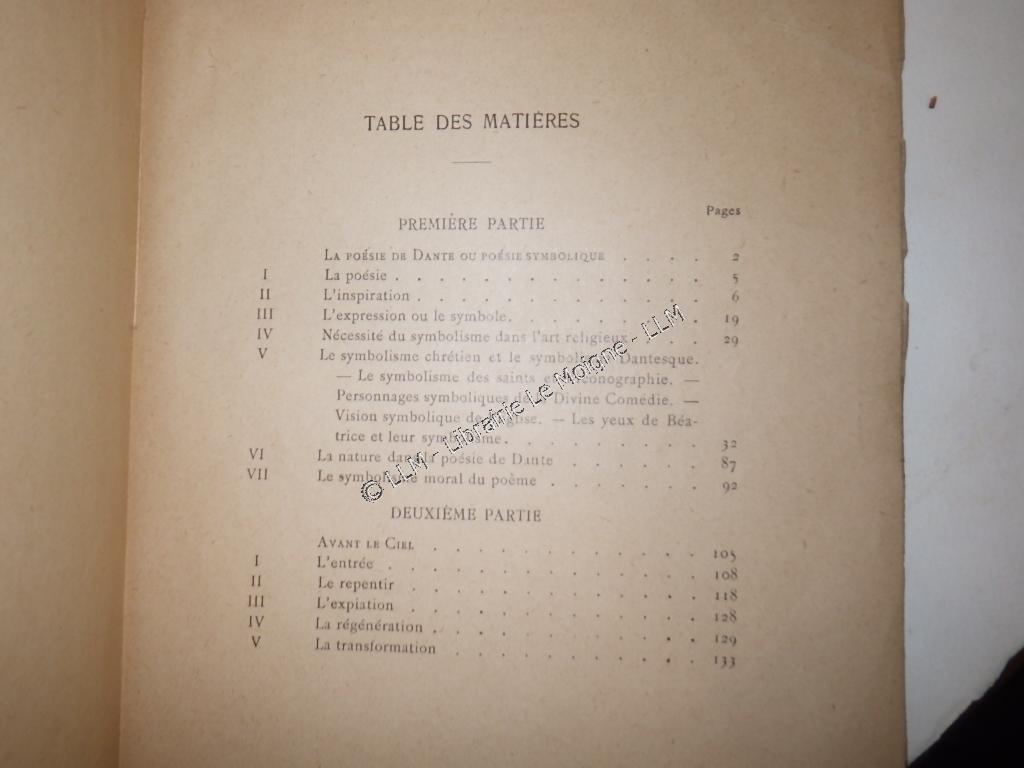 TABLE DES MATIÈRES
Pages
PREMIÈRE PARTIE
LA POÉSIE DE DANTE OU POÉSIE SYMBOLIQUE . . . . 2
I La poésie . . . . . . . . . . . . . . 5
II L'inspiration . . . . . . . . . . . . . 6
III L'expression ou le symbole. . . . . . . . . 19
IV Nécessité du symbolisme dans l'art religieux . . . 29
V Le symbolisme chrétien et le symbolisme Dantesque.
— Le symbolisme des saints en iconographie. —
Personnages symboliques de la Divine Comédie. —
Vision symbolique de l'Église. — Les yeux de Béa-
trice et leur symbolisme. . . . . . . . . 32
VI La nature dans la poésie de Dante . . . . . . 87
VII Le symbolisme moral du poème . . . . . . . 92
DEUXIÈME PARTIE
AVANT LE CIEL . . . . . . . . . . . . 105
I L'entrée . . . . . . . . . . . . . . 108
II Le repentir . . . . . . . . . . . . . 118
III L'expiation . . . . . . . . . . . . . 128
IV La régénération . . . . . . . . . . . . 129
V La transformation . . . . . . . . . . . 133
© LLM - Librairie Le Moigne - LLM